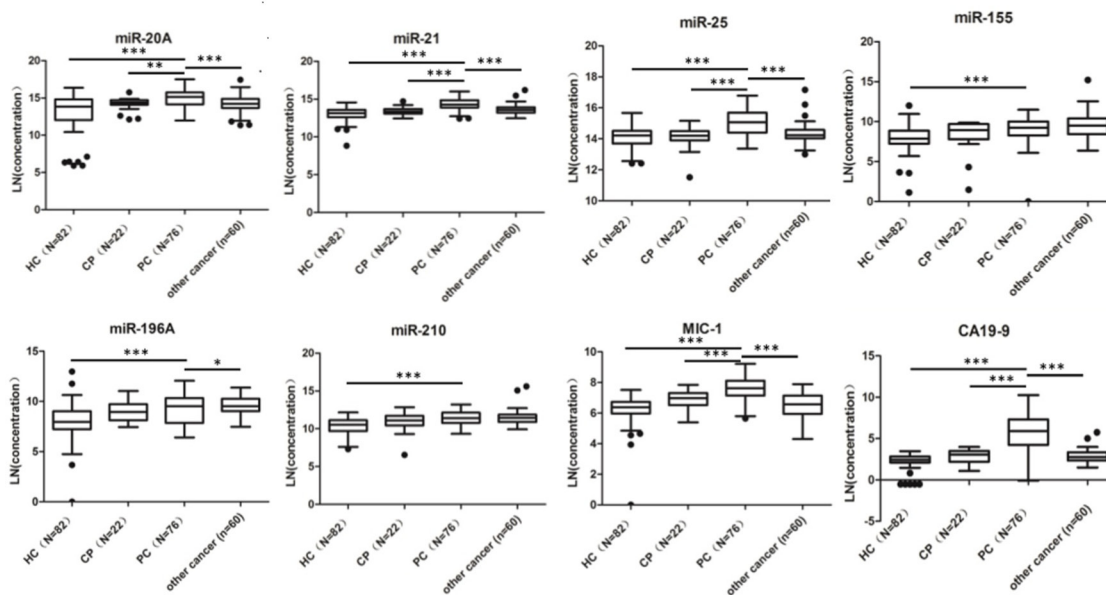 miR-20A
LN(concentration)
20
15
10
5
0
***
**
***
HC（N=82）
CP（N=22）
PC（N=76）
other cancer (n=60)
miR-21
LN(concentration)
20
15
10
5
0
***
***
***
HC（N=82）
CP（N=22）
PC（N=76）
other cancer (n=60)
miR-25
LN(concentration）
18
16
14
12
10
***
***
***
HC（N=82）
CP（N=22）
PC（N=76）
other cancer (n=60)
miR-155
LN(concentration）
20
15
10
5
0
***
HC（N=82）
CP（N=22）
PC（N=76）
other cancer (n=60)
miR-196A
LN(concentration）
15
10
5
0
***
*
HC（N=82）
CP（N=22）
PC（N=76）
other cancer (n=60)
miR-210
LN(concentration）
20
15
10
5
0
***
HC（N=82）
CP（N=22）
PC（N=76）
other cancer (n=60)
MIC-1
LN(concentration）
10
8
6
4
2
0
***
***
***
HC（N=82）
CP（N=22）
PC（N=76）
other cancer (n=60)
CA19-9
LN(concentration）
15
10
5
0
-5
***
***
***
HC（N=82）
CP（N=22）
PC（N=76）
other cancer (n=60)